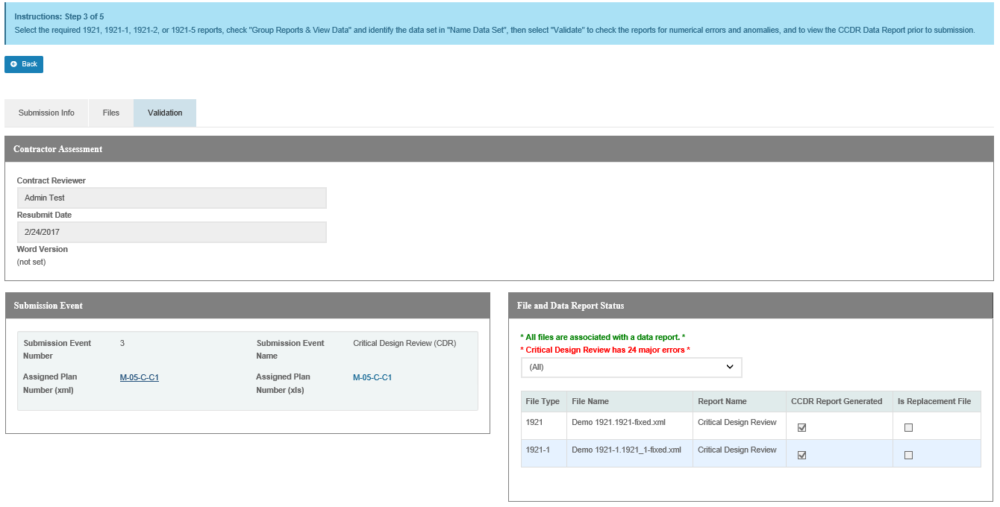 Instructions: Step 3 of 5
Select the required 1921, 1921-1, 1921-2, or 1921-5 reports, check "Group Reports & View Data" and identify the data set in "Name Data Set", then select "Validate" to check the reports for numerical errors and anomalies, and to view the CCDR Data Report prior to submission.
Back
Submission Info Files Validation
Contractor Assessment
Contract Reviewer
Admin Test
Resubmit Date
2/24/2017
Word Version
(not set)
Submission Event
Submission Event 3 Submission Event Critical Design Review (CDR)
Number Name
Assigned Plan M-05-C-C1 Assigned Plan M-05-C-C1
Number (xml) Number (xls)
File and Data Report Status
* All files are associated with a data report. *
* Critical Design Review has 24 major errors *
(All)
File Type File Name Report Name CCDR Report Generated Is Replacement File
1921 Demo 1921.1921-fixed.xml Critical Design Review
1921-1 Demo 1921-1.1921_1-fixed.xml Critical Design Review